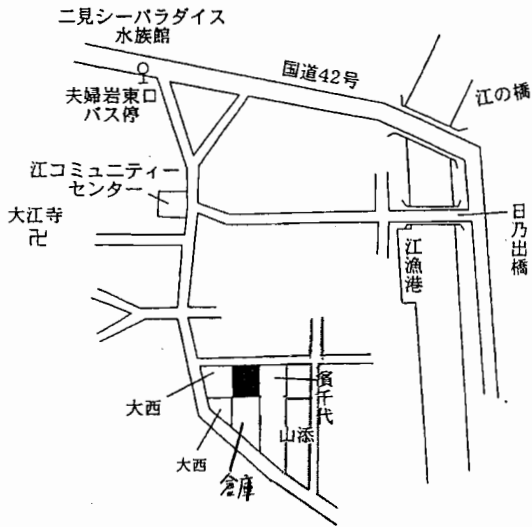 二見シーパラダイス
水族館
夫婦岩東口
バス停
国道42号
江の橋
江コミュニティー
センター
大江寺
卍
日乃出橋
江漁港
大西
濱千代
山添
大西
倉庫